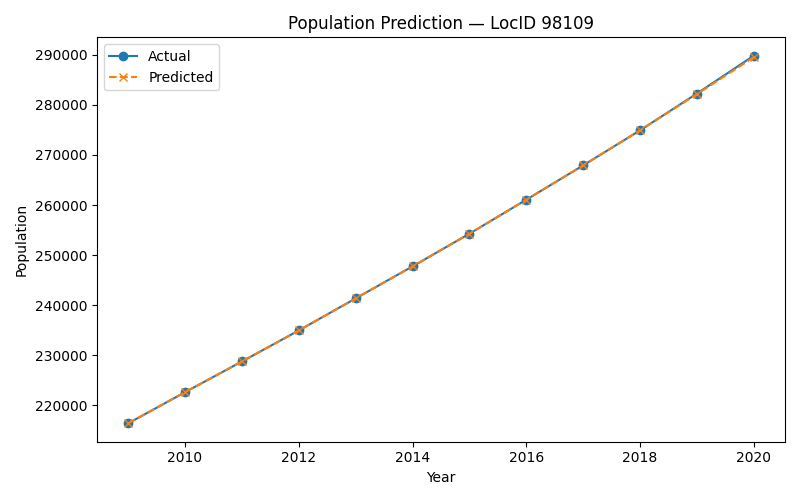 Population Prediction — LocID 98109
Actual
Predicted
290000
280000
270000
260000
250000
240000
230000
220000
Population
2010 2012 2014 2016 2018 2020
Year